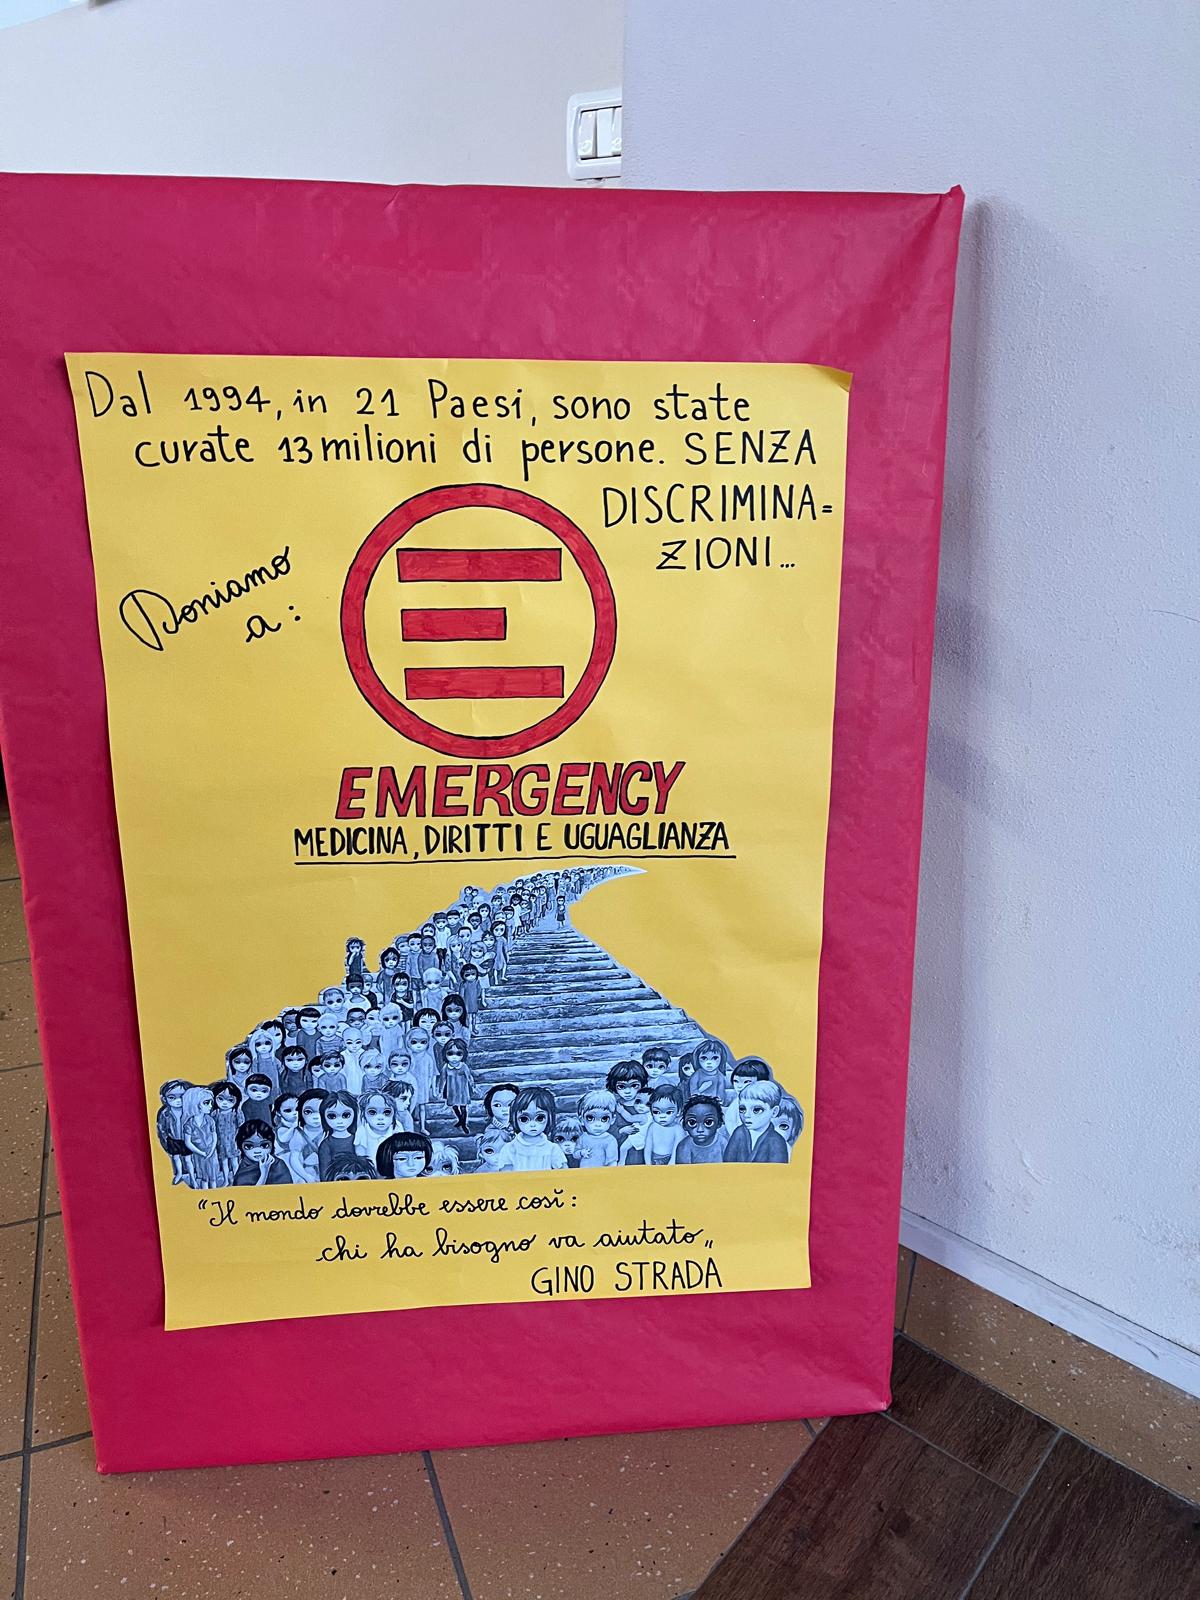 Dal 1994, in 21 Paesi, sono state
curate 13 milioni di persone. SENZA
DISCRIMINA=
ZIONI...
Doniamo
a:
E
EMERGENCY
MEDICINA, DIRITTI E UGUAGLIANZA
“Il mondo dovrebbe essere così:
chi ha bisogno va aiutato„
GINO STRADA